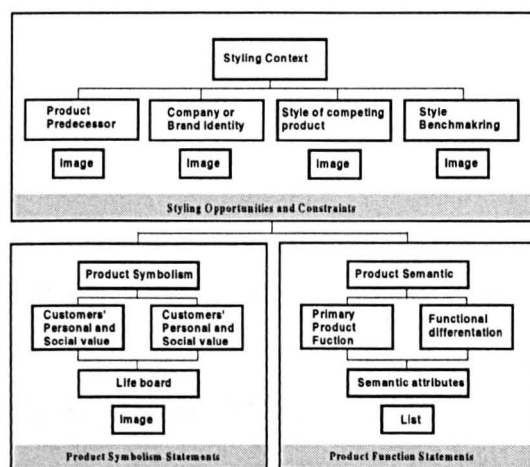 Styling Context
Product
Predecessor
Company or
Brand Identity
Style of competing
product
Style
Benchmakring
Image
Image
Image
Image
Styling Opportunities and Constraints
Product Symbolism
Customers'
Personal and
Social value
Customers'
Personal and
Social value
Life board
Image
Product Symbolism Statements
Product Semantic
Primary
Product
Fuction
Functional
differentation
Semantic attributes
List
Product Function Statements